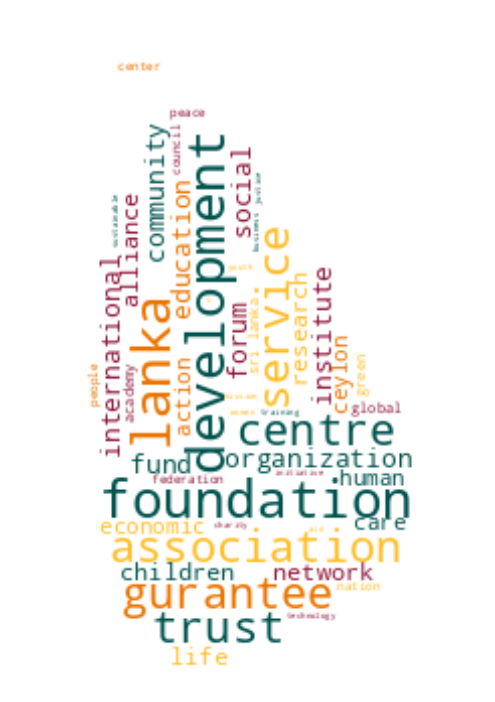 center
peace
community
council
development
social
justice
business
sustainable
alliance
international
education
service
lanka
forum
sri lanka
research
institute
youth
people
academy
action
ceylon
green
women
training
global
centre
fund
organization
initiative
federation
human
foundation
economic
charity
aid
care
association
children
network
gurantee
nation
trust
technology
life